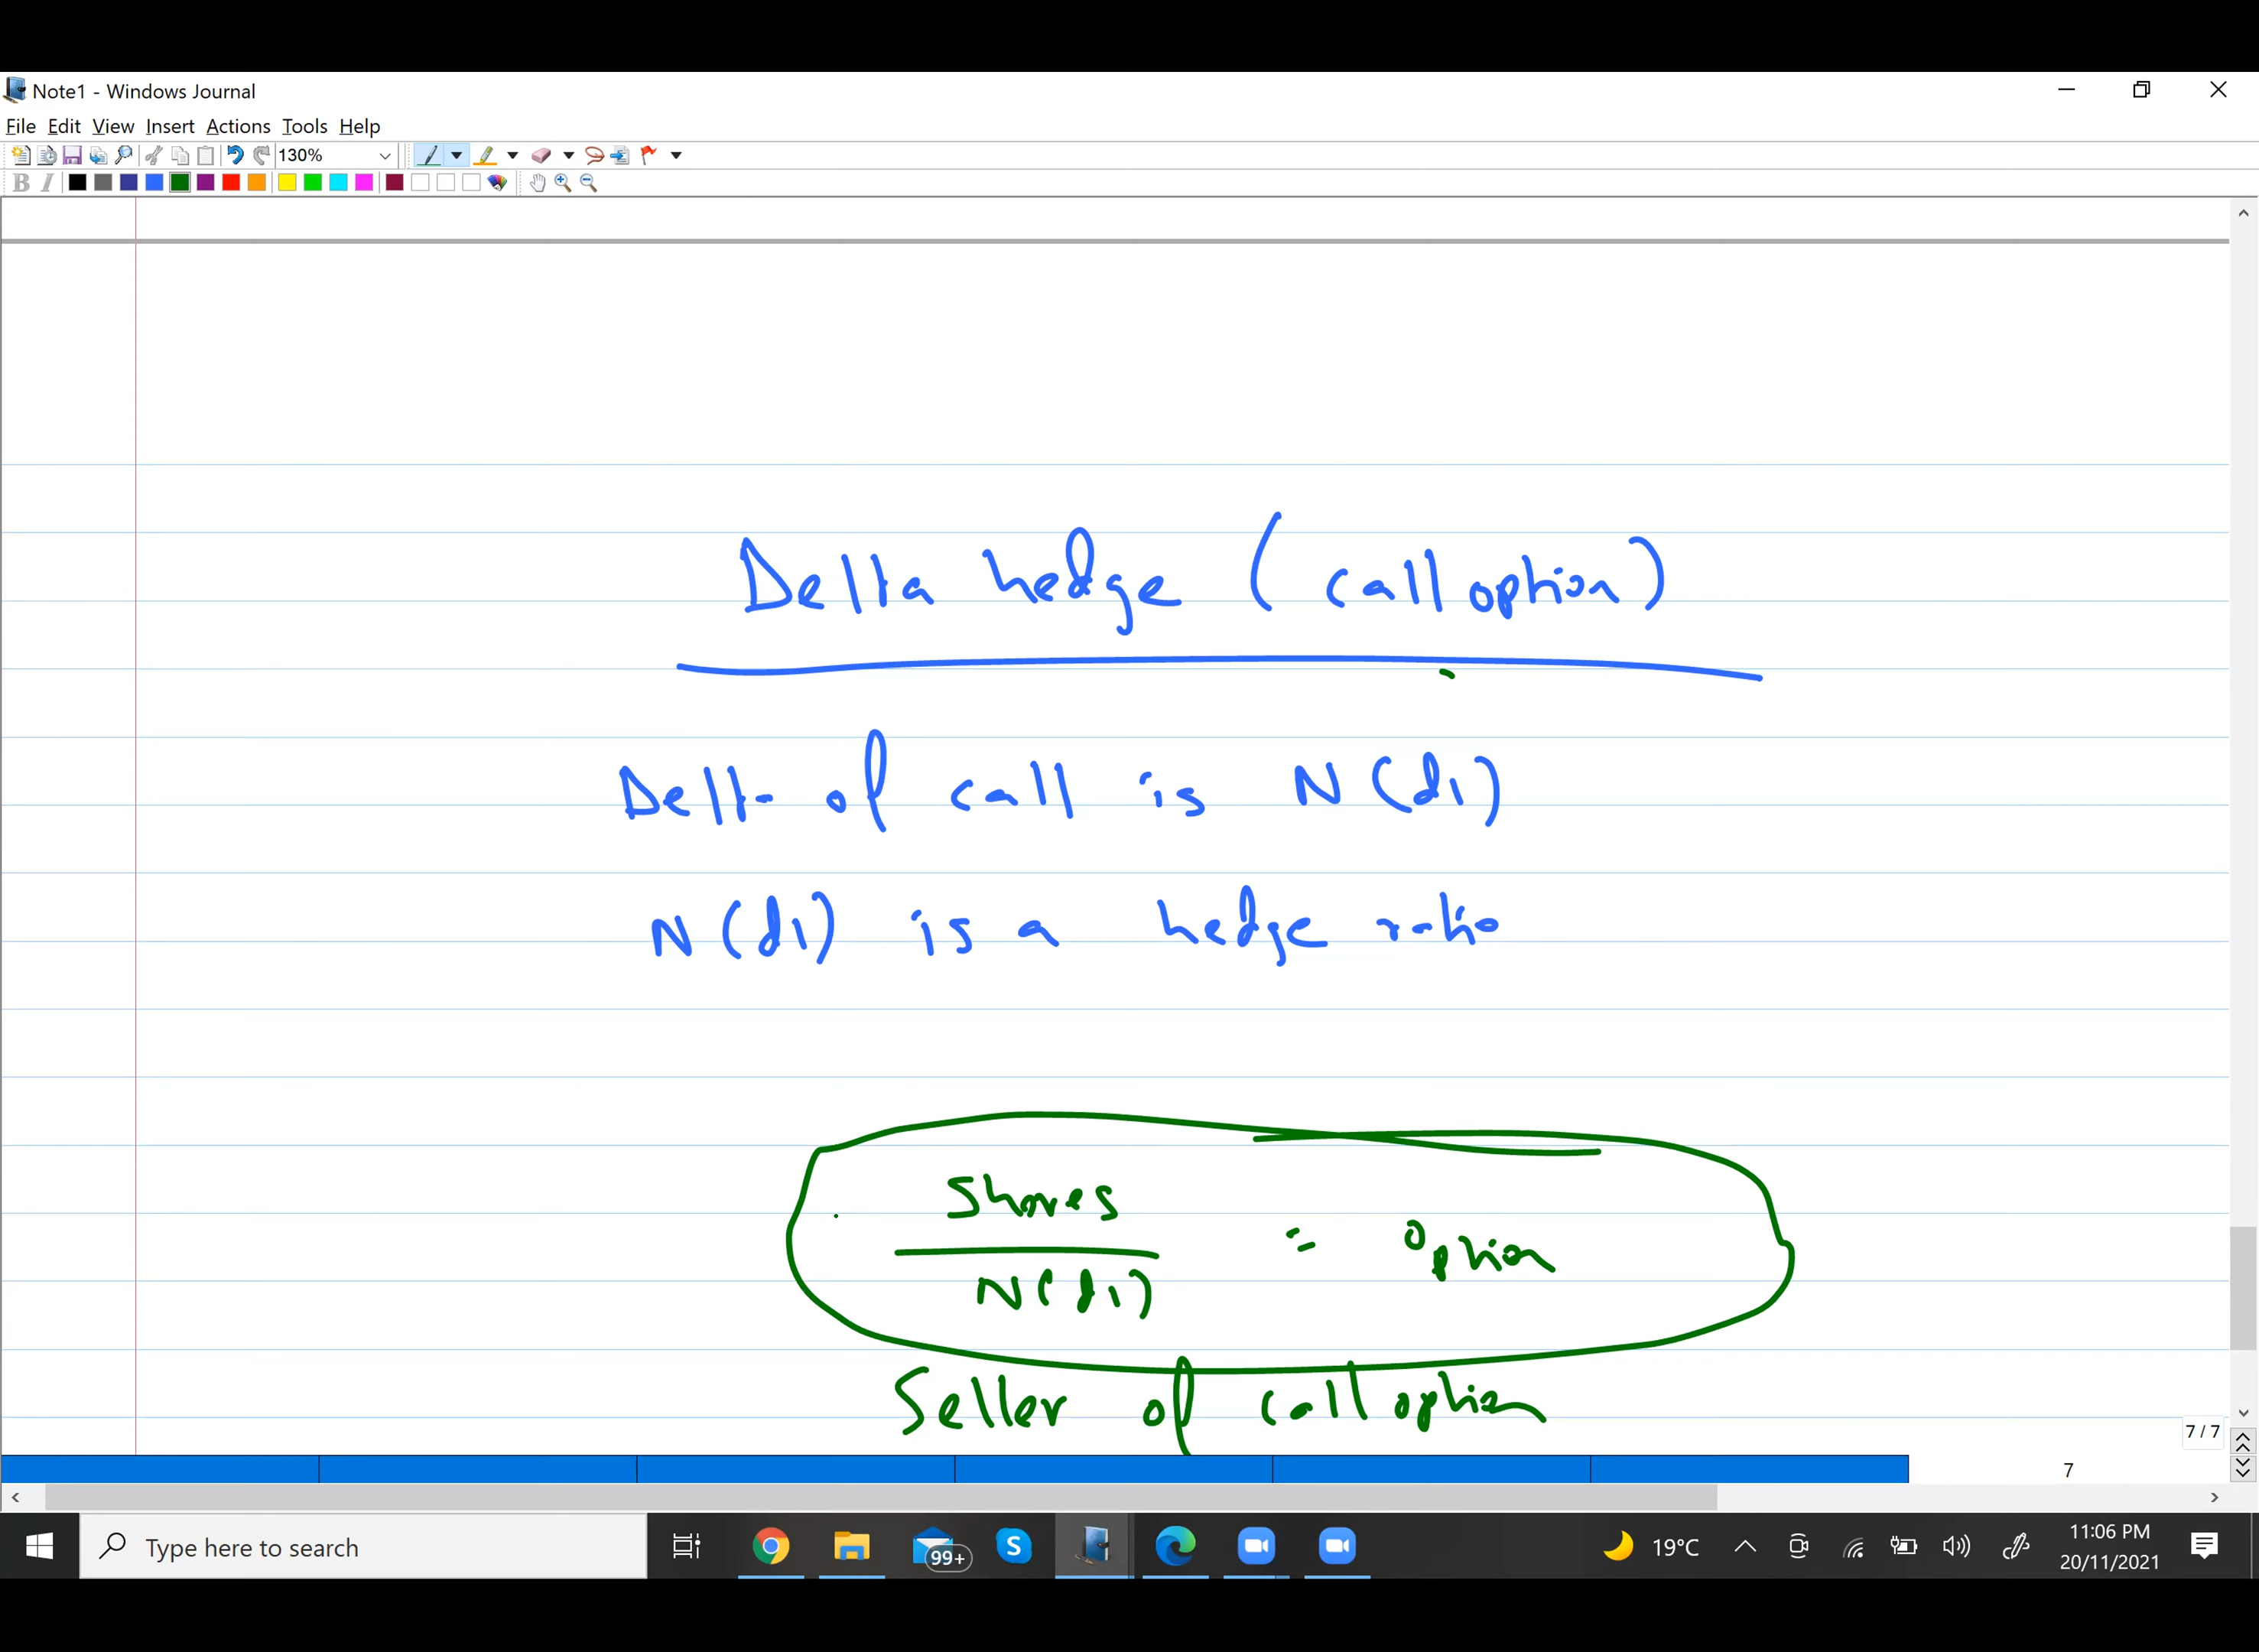 Note1 - Windows Journal
File Edit View Insert Actions Tools Help
130%
B I
Delta hedge (call option)
Delta of call is N(d1)
N(d1) is a hedge ratio
Shares
= option
N(d1)
Seller of call option
7 / 7
7
Type here to search
99+
S
19°C
11:06 PM
20/11/2021